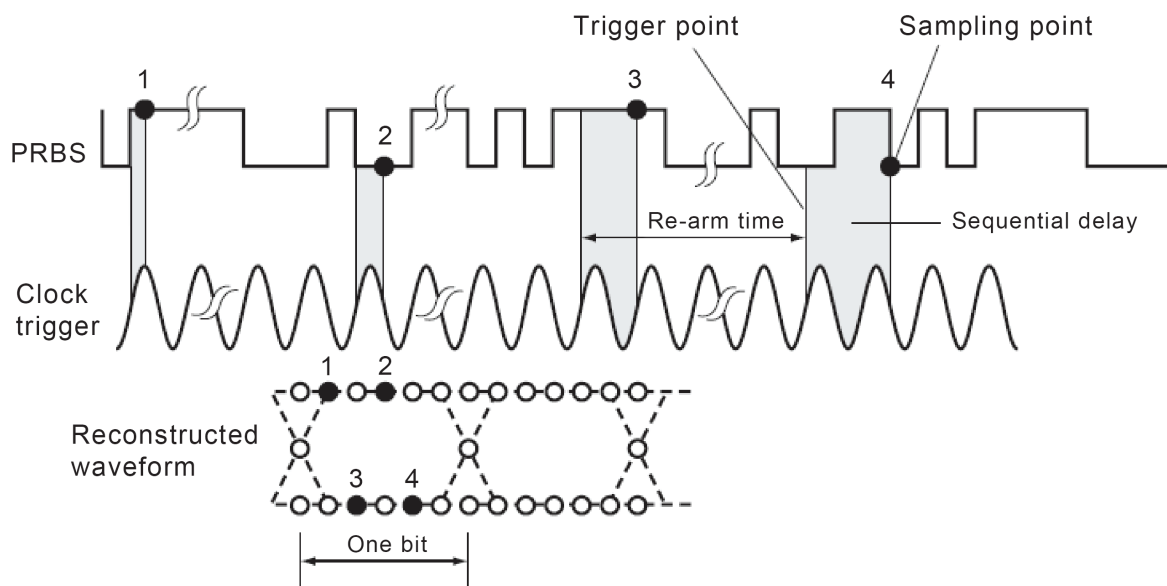 Trigger point
Sampling point
1
2
3
4
PRBS
Re-arm time
Sequential delay
Clock
trigger
1
2
Reconstructed
waveform
3
4
One bit